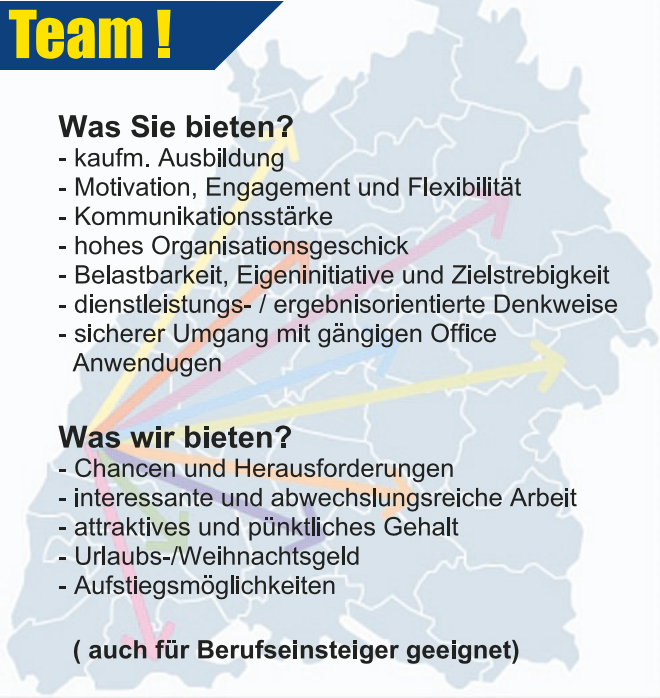 Team !
Was Sie bieten?
- kaufm. Ausbildung
- Motivation, Engagement und Flexibilität
- Kommunikationsstärke
- hohes Organisationsgeschick
- Belastbarkeit, Eigeninitiative und Zielstrebigkeit
- dienstleistungs- / ergebnisorientierte Denkweise
- sicherer Umgang mit gängigen Office
Anwendugen
Was wir bieten?
- Chancen und Herausforderungen
- interessante und abwechslungsreiche Arbeit
- attraktives und pünktliches Gehalt
- Urlaubs-/Weihnachtsgeld
- Aufstiegsmöglichkeiten
( auch für Berufseinsteiger geeignet)